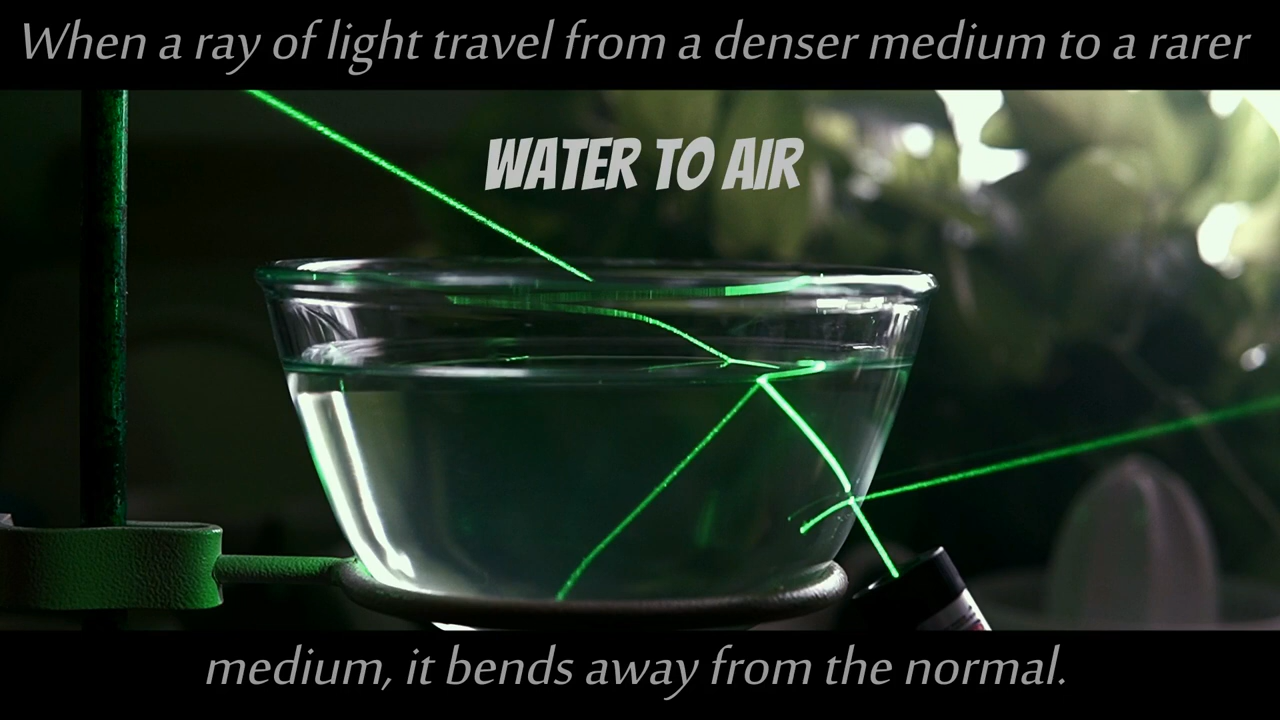 When a ray of light travel from a denser medium to a rarer
WATER TO AIR
medium, it bends away from the normal.